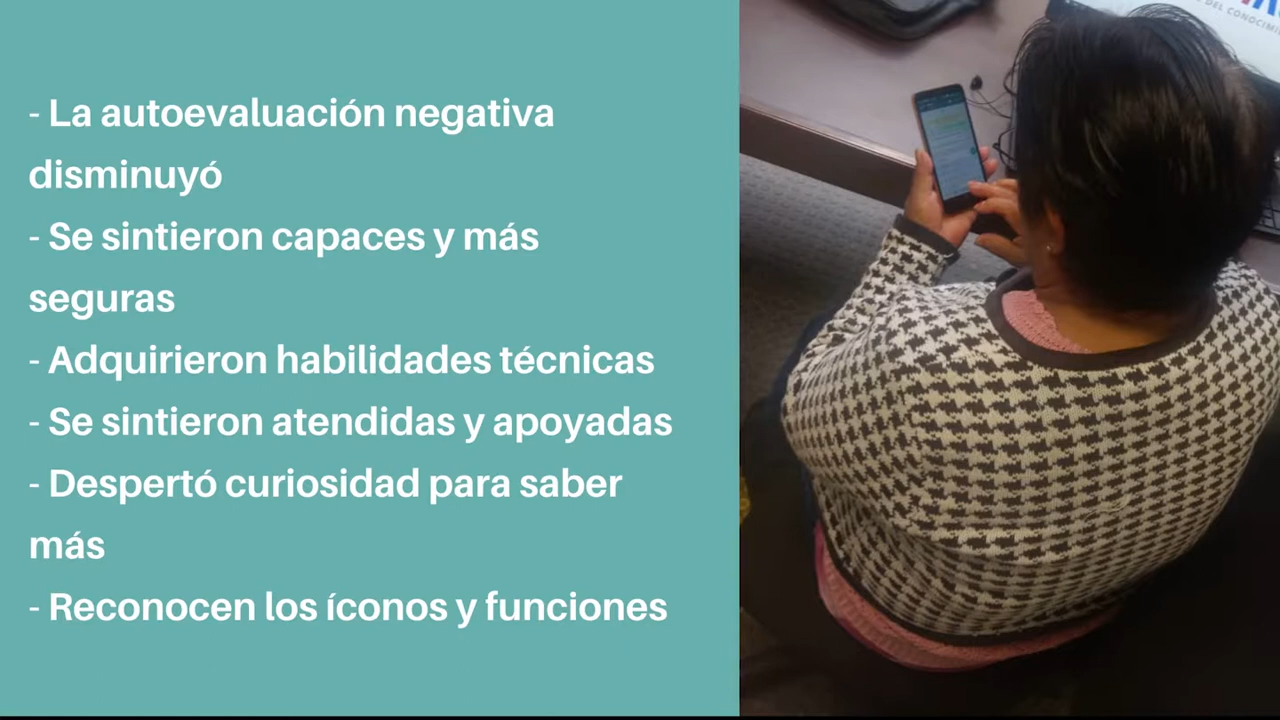 - La autoevaluación negativa
disminuyó
- Se sintieron capaces y más
seguras
- Adquirieron habilidades técnicas
- Se sintieron atendidas y apoyadas
- Despertó curiosidad para saber
más
- Reconocen los íconos y funciones